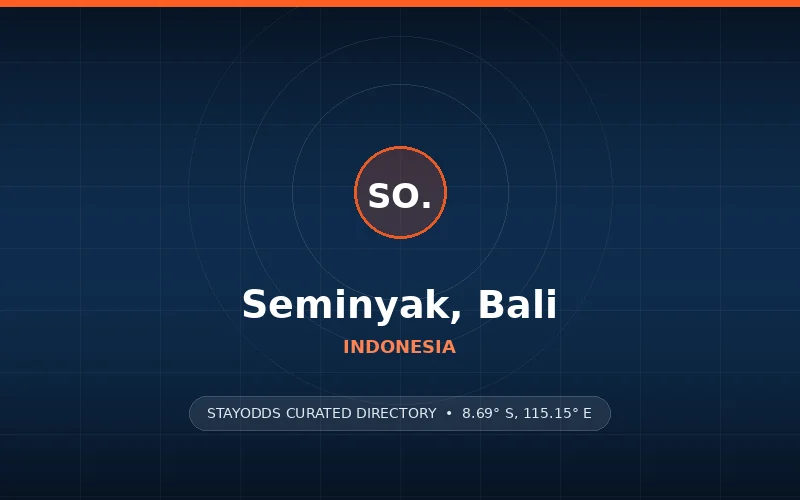 SO.
Seminyak, Bali
INDONESIA
STAYODDS CURATED DIRECTORY • 8.69° S, 115.15° E